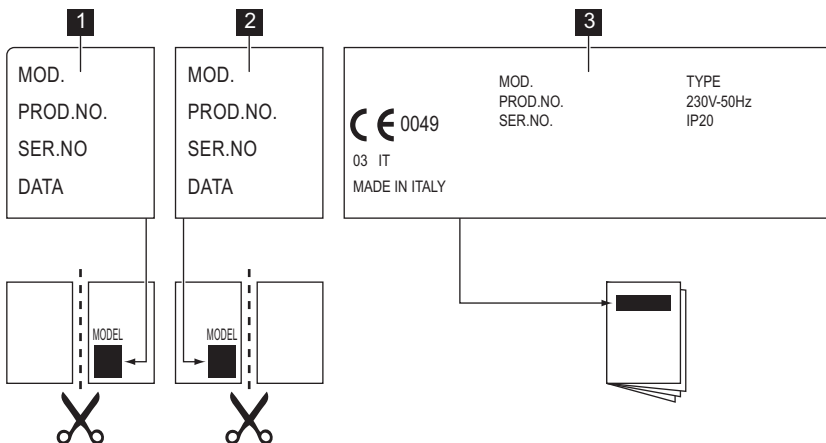 1
MOD.
PROD.NO.
SER.NO
DATA
MODEL
2
MOD.
PROD.NO.
SER.NO
DATA
MODEL
3
MOD.
PROD.NO.
SER.NO.
TYPE
230V-50Hz
IP20
CE 0049
03 IT
MADE IN ITALY